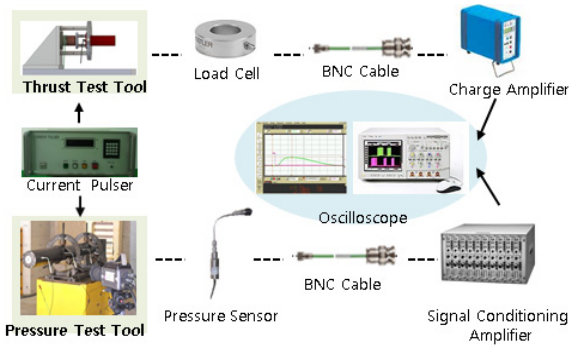 Thrust Test Tool
Load Cell
BNC Cable
Charge Amplifier
Current Pulser
Oscilloscope
Pressure Test Tool
Pressure Sensor
BNC Cable
Signal Conditioning
Amplifier